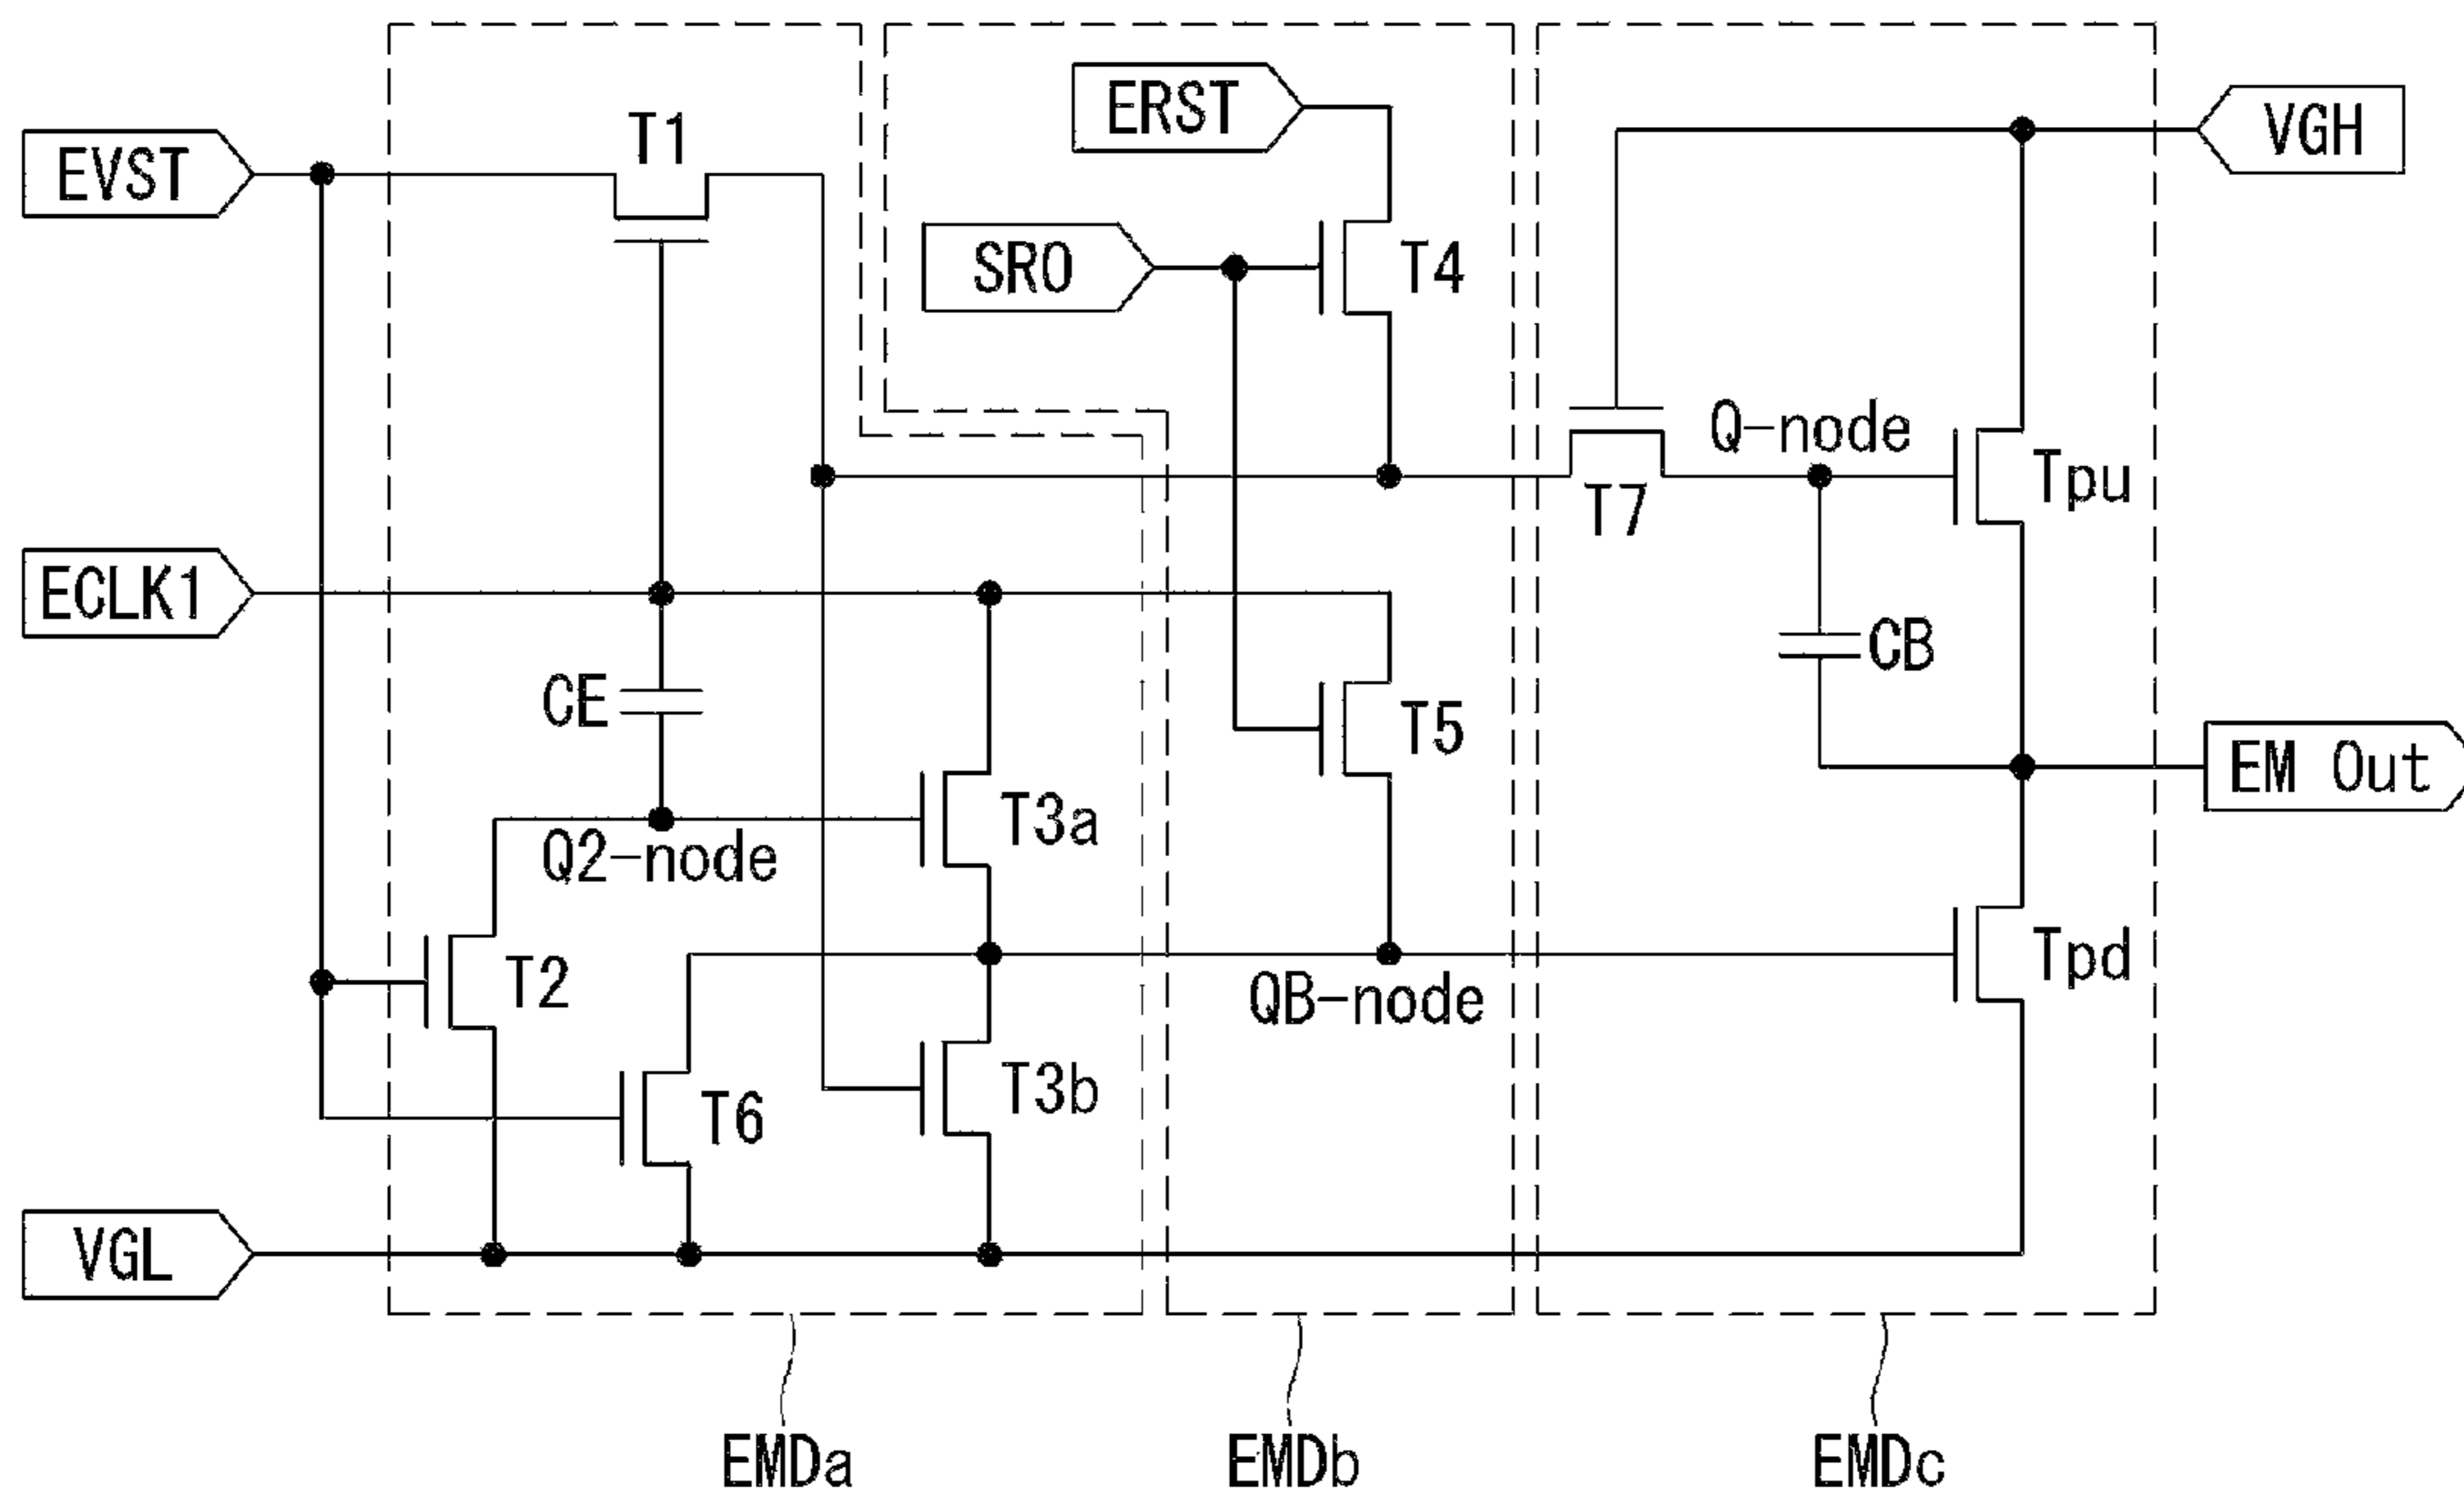 ERST
VGH
T1
EVST
SRO
T4
Q-node
Tpu
T7
ECLK1
CB
CE
T5
EM Out
T3a
Q2-node
T2
Tpd
QB-node
T3b
T6
VGL
EMDa
EMDb
EMDc